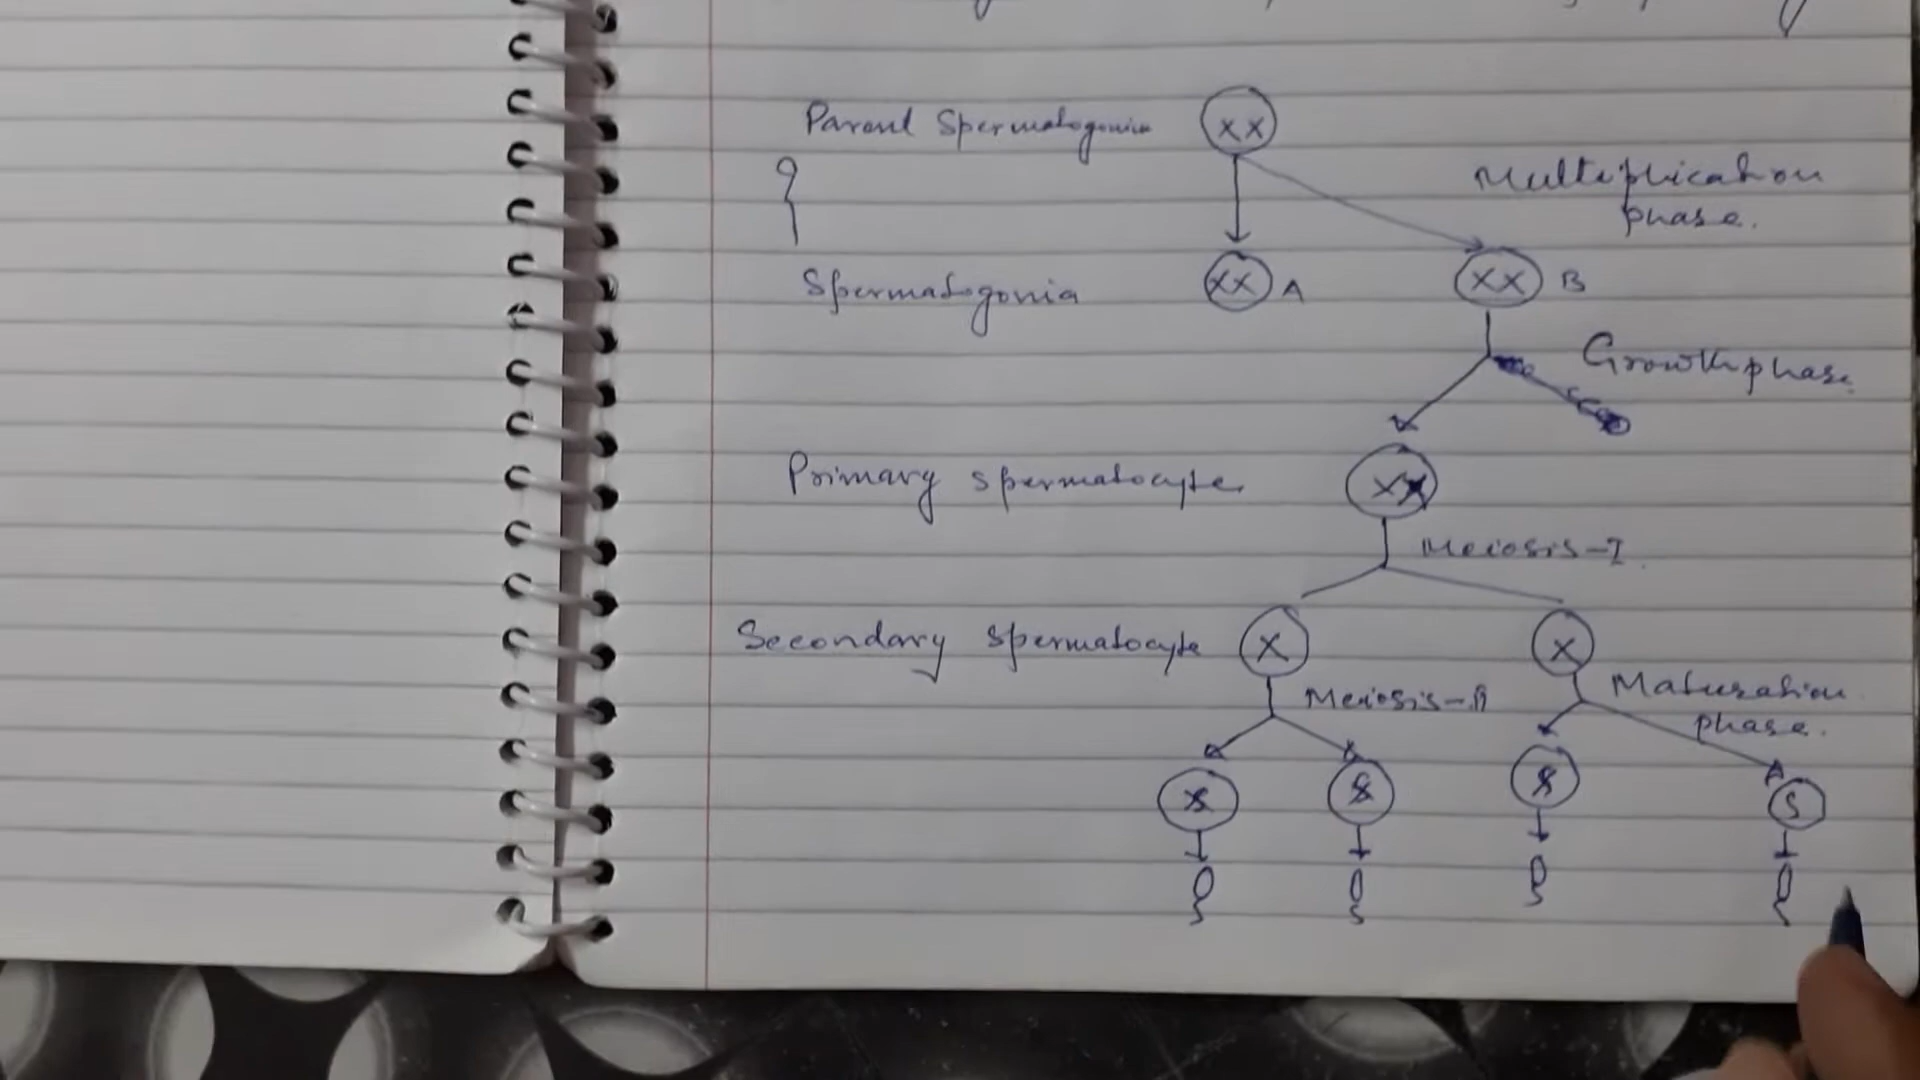 Parent Spermatogonia XX
Multiplication
phase.
Spermatogonia XX A XX B
Growth phase.
Primary spermatocyte XX
Meiosis-I
Secondary spermatocyte X X
Meiosis-II Maturation
phase.
S